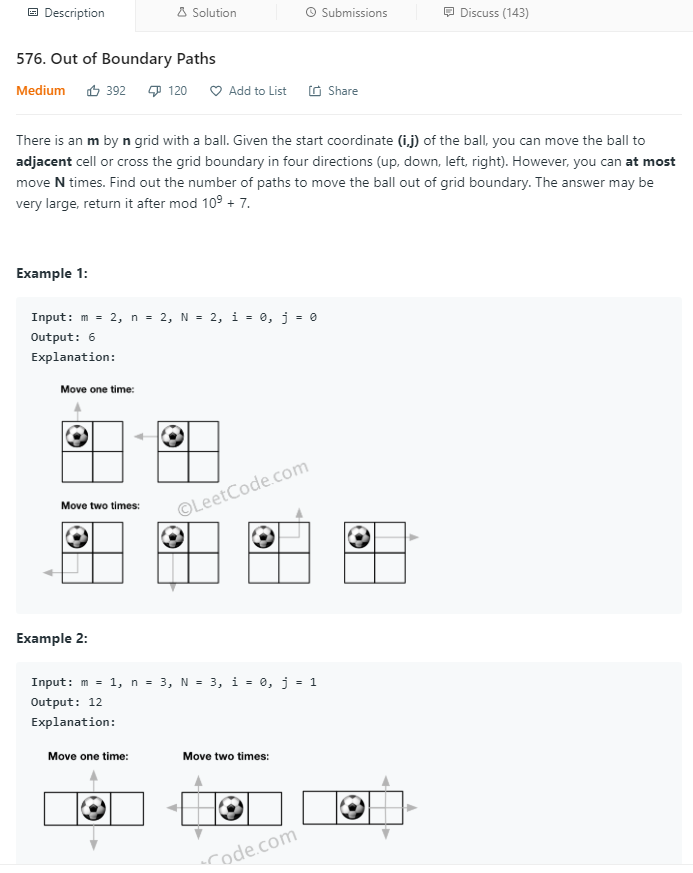 Description Solution Submissions Discuss (143)
576. Out of Boundary Paths
Medium 392 120 Add to List Share
There is an m by n grid with a ball. Given the start coordinate (i,j) of the ball, you can move the ball to
adjacent cell or cross the grid boundary in four directions (up, down, left, right). However, you can at most
move N times. Find out the number of paths to move the ball out of grid boundary. The answer may be
very large, return it after mod 10⁹ + 7.
Example 1:
Input: m = 2, n = 2, N = 2, i = 0, j = 0
Output: 6
Explanation:
Move one time:
©LeetCode.com
Move two times:
Example 2:
Input: m = 1, n = 3, N = 3, i = 0, j = 1
Output: 12
Explanation:
Move one time: Move two times:
Code.com